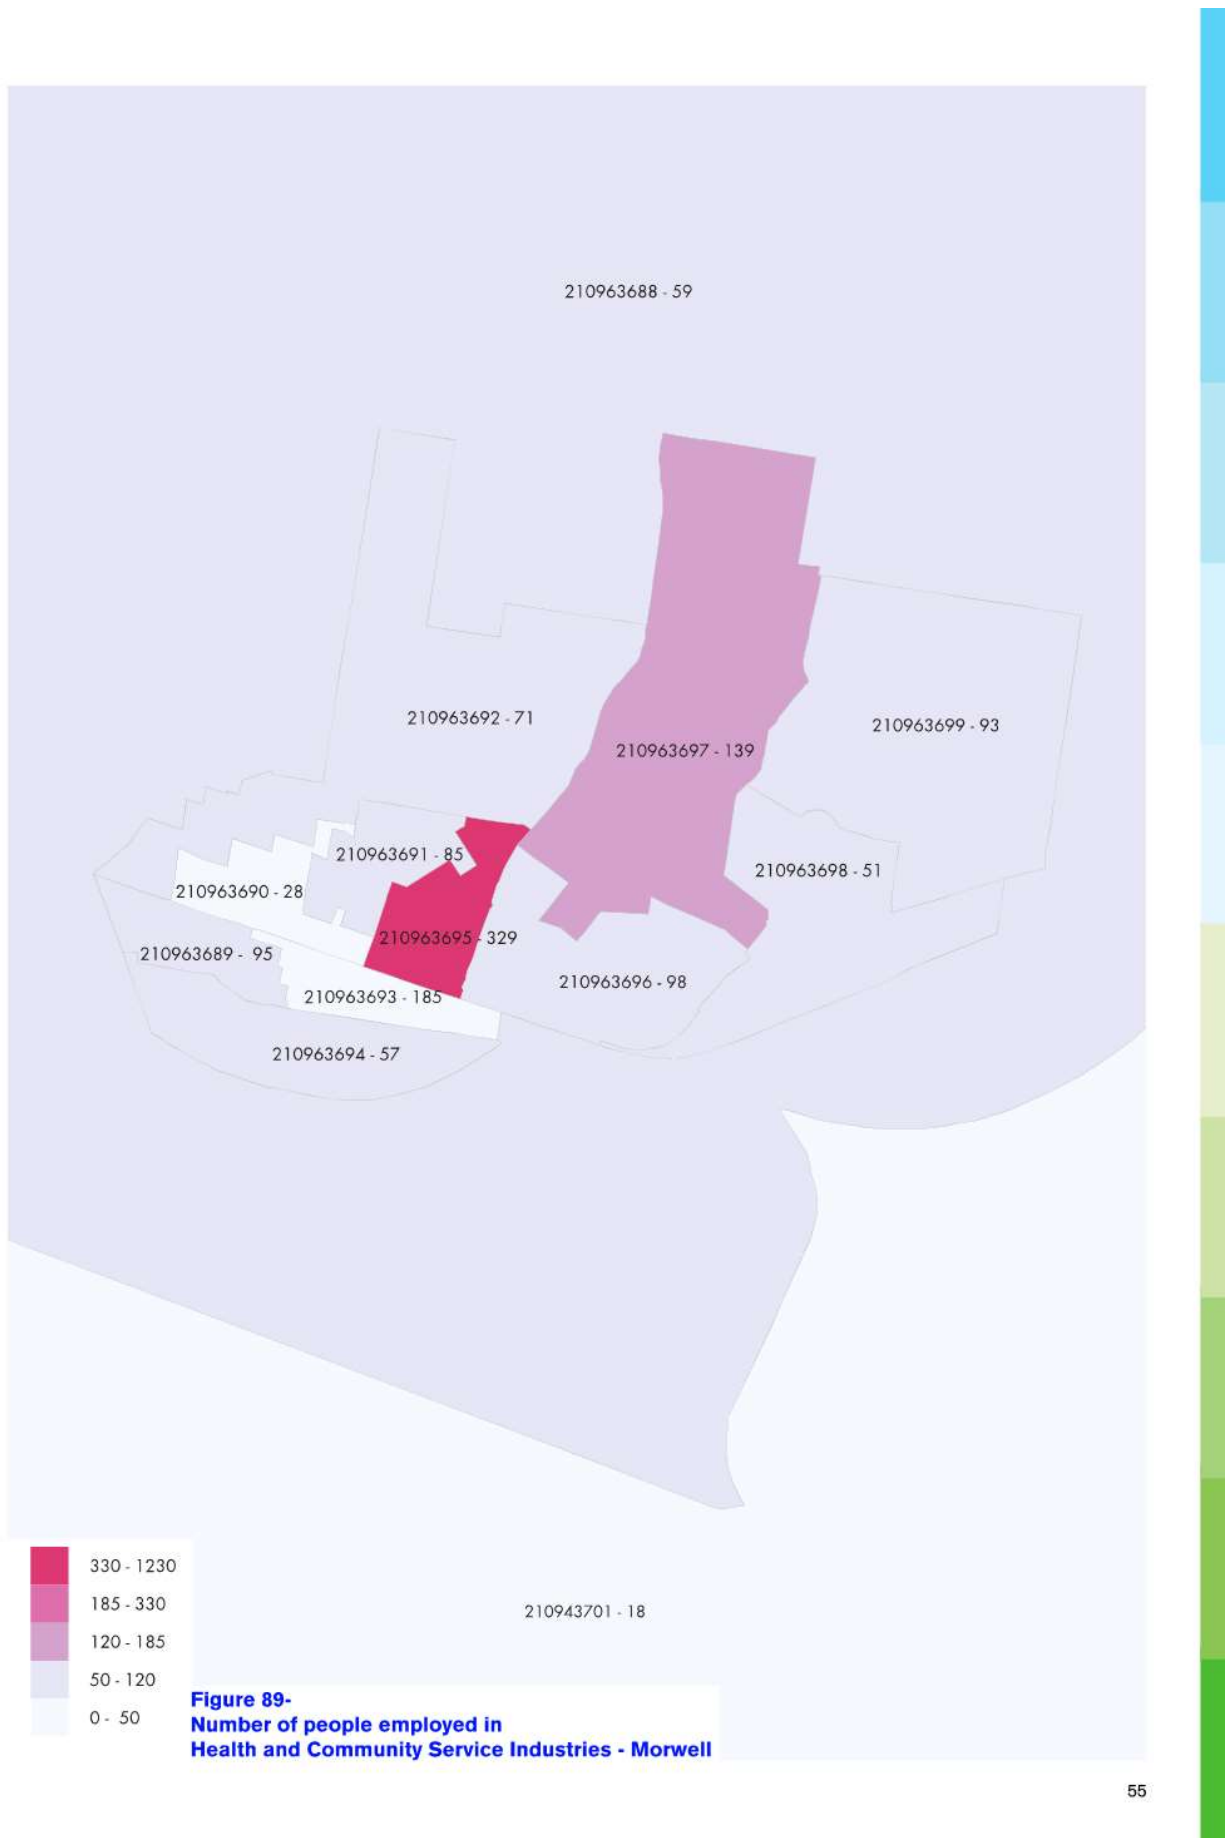 210963688 - 59
210963692 - 71
210963699 - 93
210963697 - 139
210963691 - 85
210963698 - 51
210963690 - 28
210963695 - 329
210963689 - 95
210963696 - 98
210963693 - 185
210963694 - 57
330 - 1230
185 - 330
120 - 185
50 - 120
0 - 50
210943701 - 18
Figure 89-
Number of people employed in
Health and Community Service Industries - Morwell
55